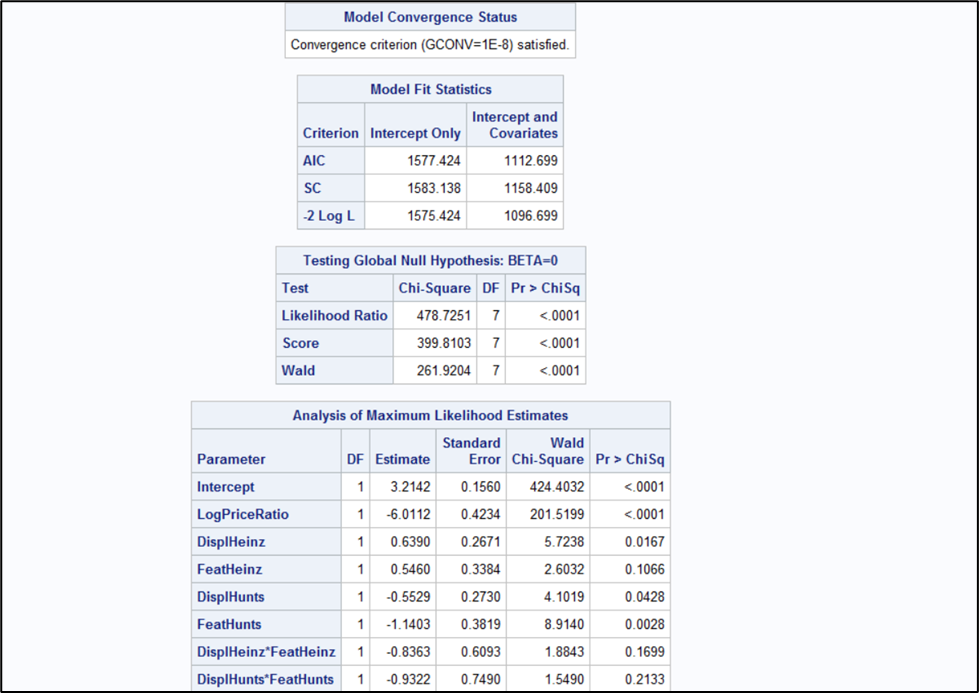 Model Convergence Status
Convergence criterion (GCONV=1E-8) satisfied.
Model Fit Statistics
Criterion Intercept Only Intercept and Covariates
AIC 1577.424 1112.699
SC 1583.138 1158.409
-2 Log L 1575.424 1096.699
Testing Global Null Hypothesis: BETA=0
Test Chi-Square DF Pr > ChiSq
Likelihood Ratio 478.7251 7 <.0001
Score 399.8103 7 <.0001
Wald 261.9204 7 <.0001
Analysis of Maximum Likelihood Estimates
Parameter DF Estimate Standard Error Wald Chi-Square Pr > ChiSq
Intercept 1 3.2142 0.1560 424.4032 <.0001
LogPriceRatio 1 -6.0112 0.4234 201.5199 <.0001
DisplHeinz 1 0.6390 0.2671 5.7238 0.0167
FeatHeinz 1 0.5460 0.3384 2.6032 0.1066
DisplHunts 1 -0.5529 0.2730 4.1019 0.0428
FeatHunts 1 -1.1403 0.3819 8.9140 0.0028
DisplHeinz*FeatHeinz 1 -0.8363 0.6093 1.8843 0.1699
DisplHunts*FeatHunts 1 -0.9322 0.7490 1.5490 0.2133